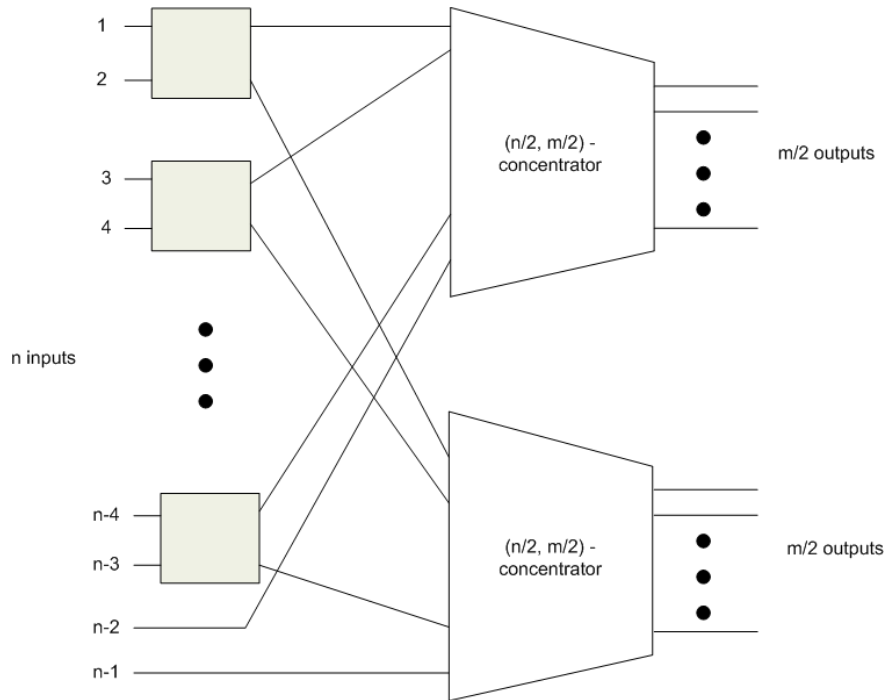 1
2
3
4
n inputs
n-4
n-3
n-2
n-1
(n/2, m/2) -
concentrator
m/2 outputs
(n/2, m/2) -
concentrator
m/2 outputs